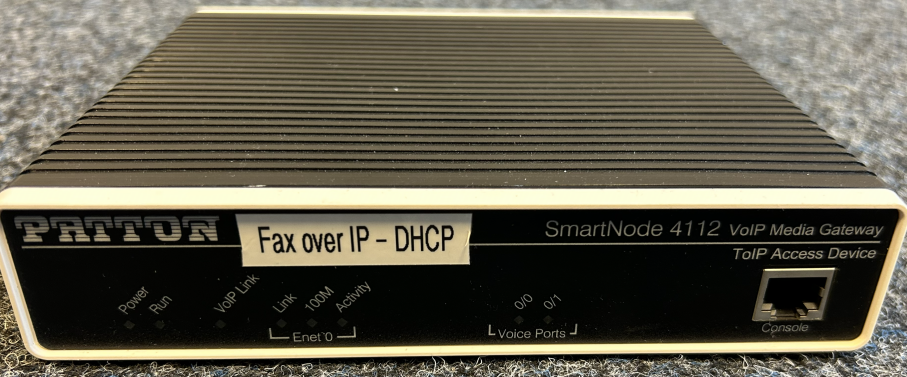 PATTON
Fax over IP - DHCP
SmartNode 4112 VoIP Media Gateway
ToIP Access Device
Power
Run
VoIP Link
Link
100M
Activity
Enet 0
0/0
0/1
Voice Ports
Console